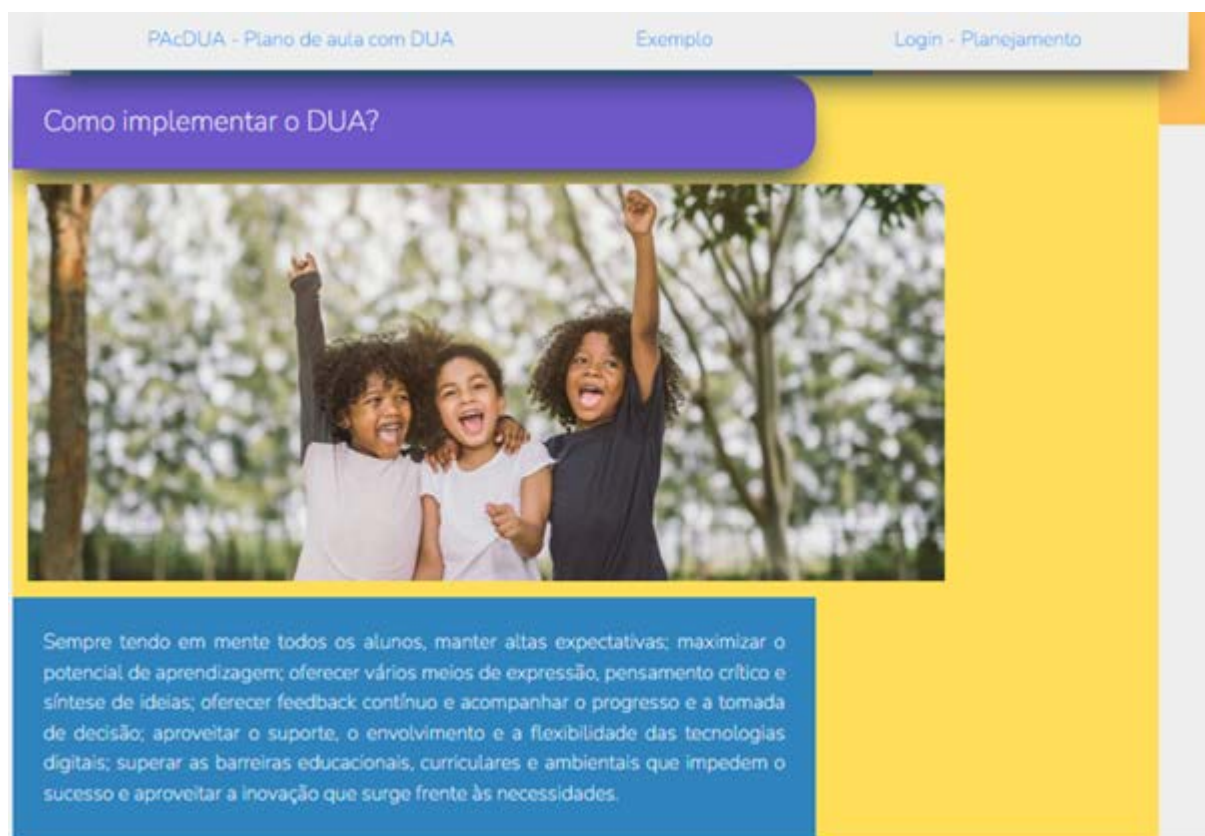 PAcDUA - Plano de aula com DUA
Exemplo
Login - Planejamento
Como implementar o DUA?
Sempre tendo em mente todos os alunos, manter altas expectativas; maximizar o
potencial de aprendizagem; oferecer vários meios de expressão, pensamento crítico e
síntese de ideias; oferecer feedback contínuo e acompanhar o progresso e a tomada
de decisão; aproveitar o suporte, o envolvimento e a flexibilidade das tecnologias
digitais; superar as barreiras educacionais, curriculares e ambientais que impedem o
sucesso e aproveitar a inovação que surge frente às necessidades.